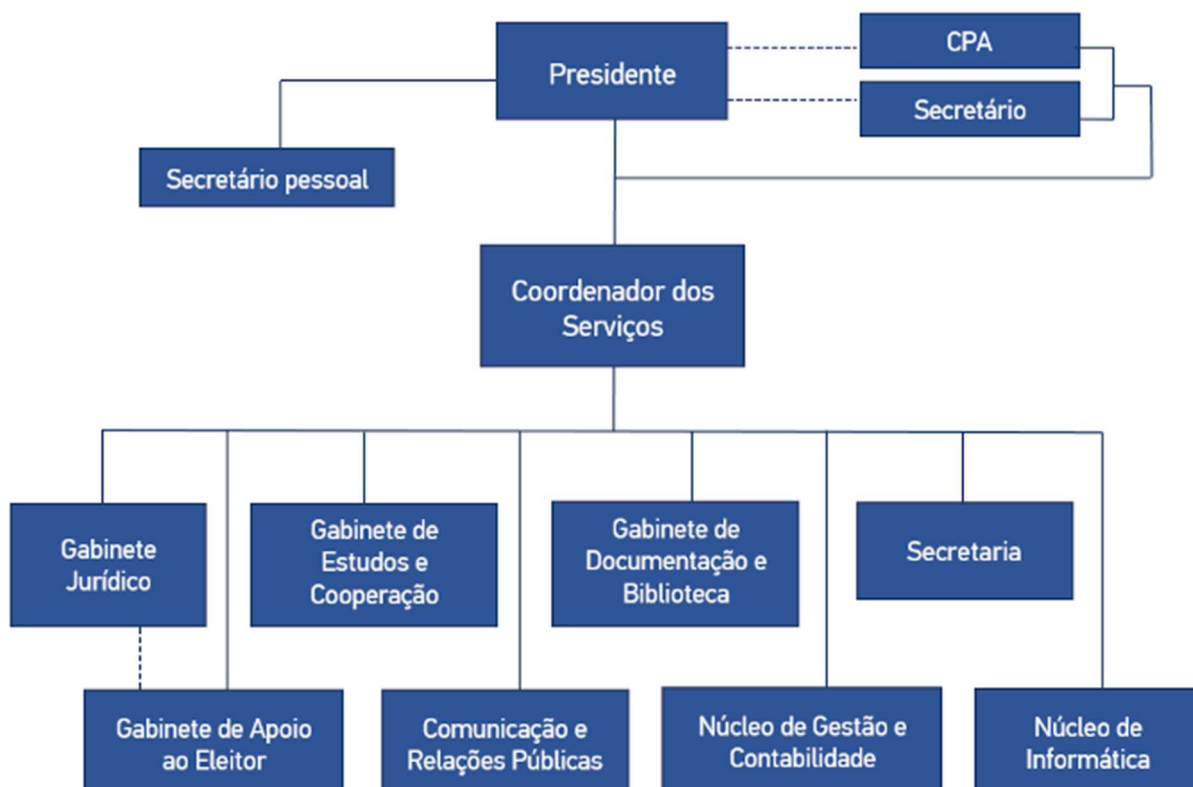 CPA
Presidente
Secretário
Secretário pessoal
Coordenador dos
Serviços
Gabinete
Jurídico
Gabinete de
Estudos e
Cooperação
Gabinete de
Documentação e
Biblioteca
Secretaria
Gabinete de Apoio
ao Eleitor
Comunicação e
Relações Públicas
Núcleo de Gestão e
Contabilidade
Núcleo de
Informática